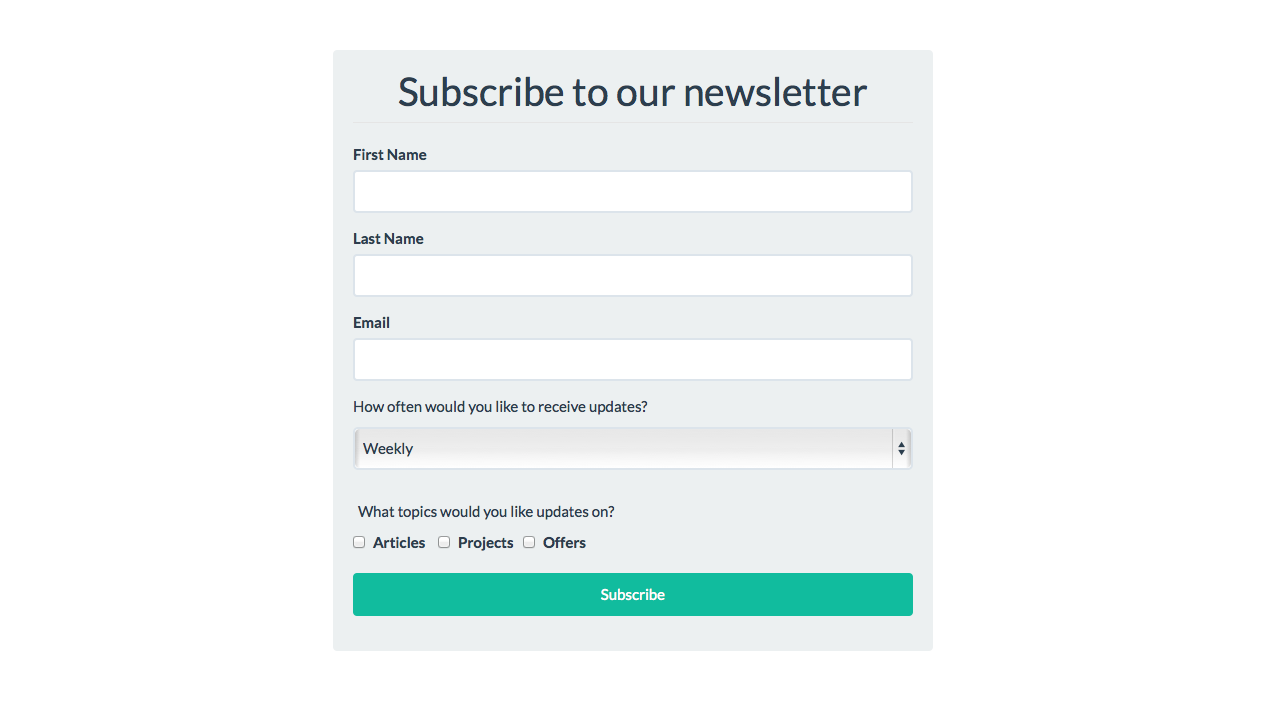 Subscribe to our newsletter
First Name
Last Name
Email
How often would you like to receive updates?
Weekly
What topics would you like updates on?
Articles Projects Offers
Subscribe